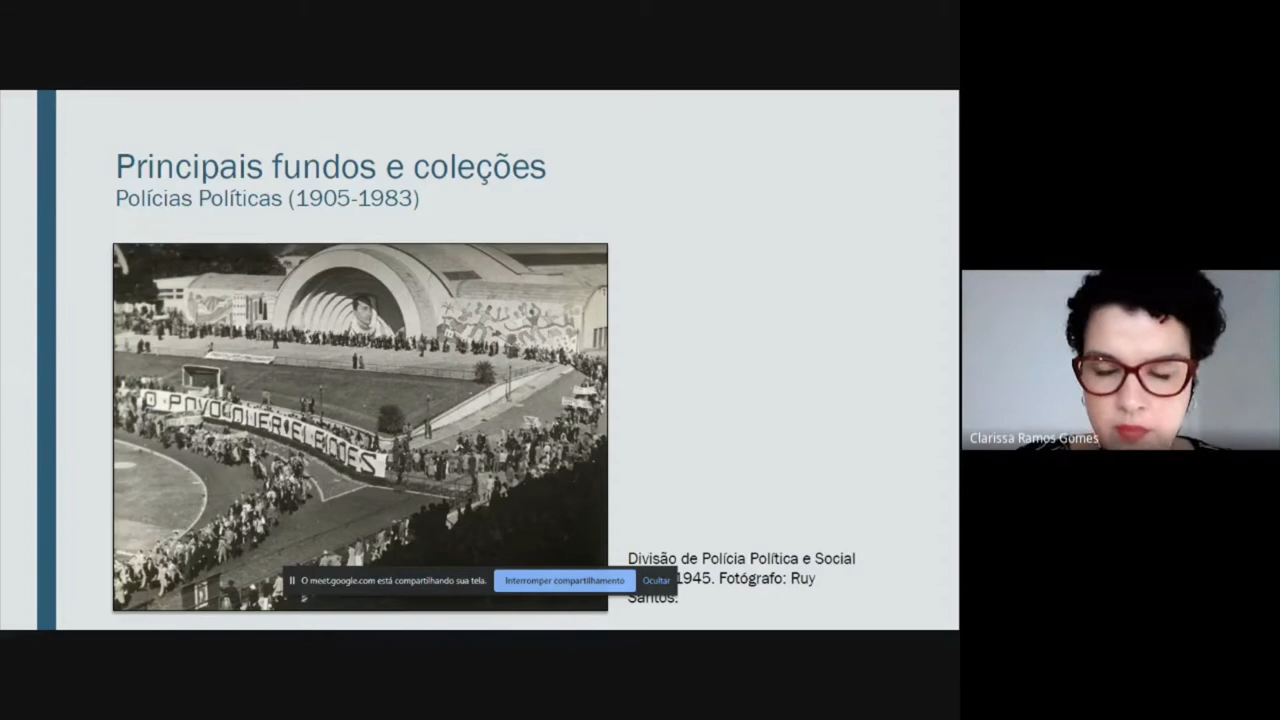 Principais fundos e coleções
Polícias Políticas (1905-1983)
O POVO QUER ELEIÇÕES
Divisão de Polícia Política e Social
1945. Fotógrafo: Ruy
Santos.
O meet.google.com está compartilhando sua tela.
Interromper compartilhamento
Ocultar
Clarissa Ramos Gomes